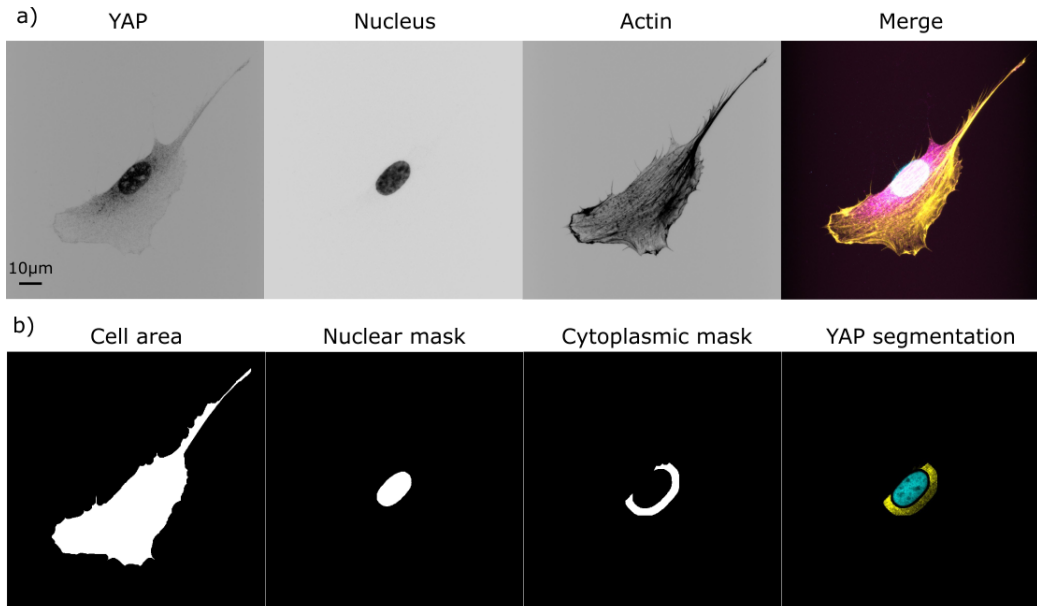 a)
YAP Nucleus Actin Merge
10μm
b)
Cell area Nuclear mask Cytoplasmic mask YAP segmentation